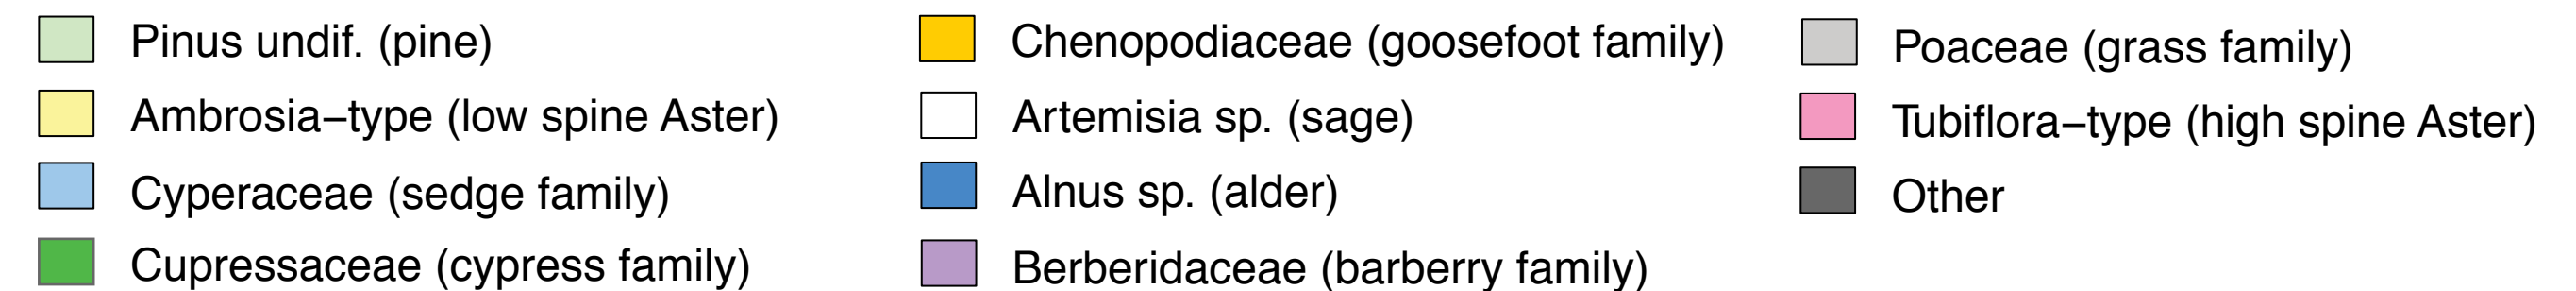 Pinus undif. (pine)
Ambrosia−type (low spine Aster)
Cyperaceae (sedge family)
Cupressaceae (cypress family)
Chenopodiaceae (goosefoot family)
Artemisia sp. (sage)
Alnus sp. (alder)
Berberidaceae (barberry family)
Poaceae (grass family)
Tubiflora−type (high spine Aster)
Other